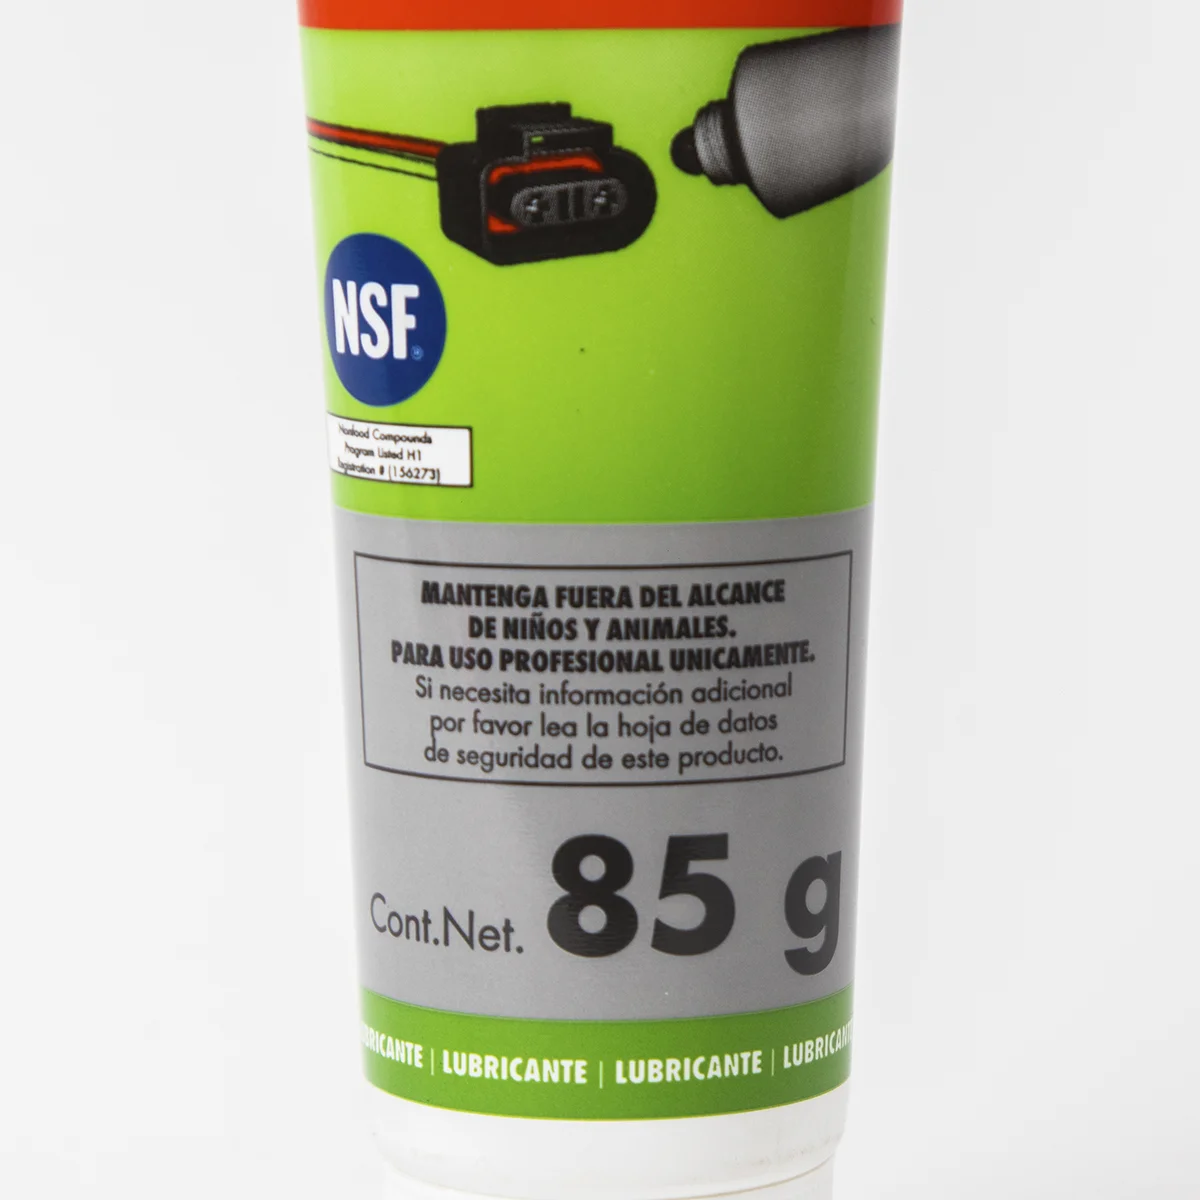 NSF®
Nonfood Compounds
Program Listed H1
Registration # (156273)
MANTENGA FUERA DEL ALCANCE
DE NIÑOS Y ANIMALES.
PARA USO PROFESIONAL UNICAMENTE.
Si necesita información adicional
por favor lea la hoja de datos
de seguridad de este producto.
Cont.Net. 85 g
LUBRICANTE | LUBRICANTE | LUBRICANTE | LUBRICANTE